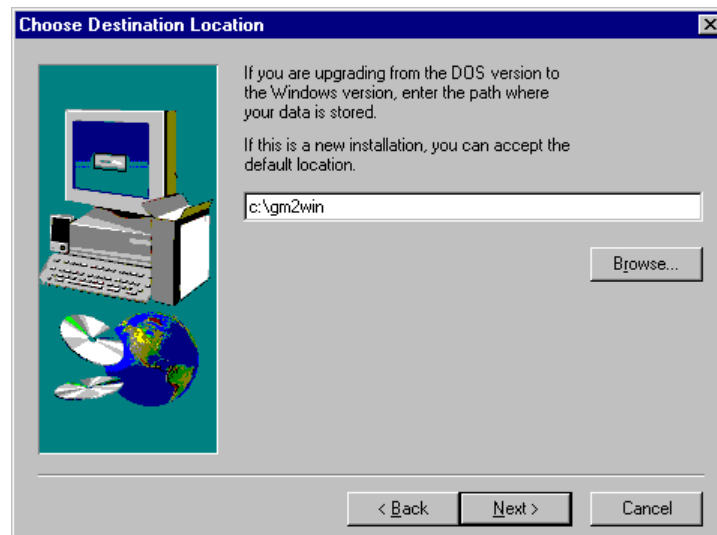 Choose Destination Location
If you are upgrading from the DOS version to
the Windows version, enter the path where
your data is stored.
If this is a new installation, you can accept the
default location.
c:\gm2win
Browse...
< Back
Next >
Cancel